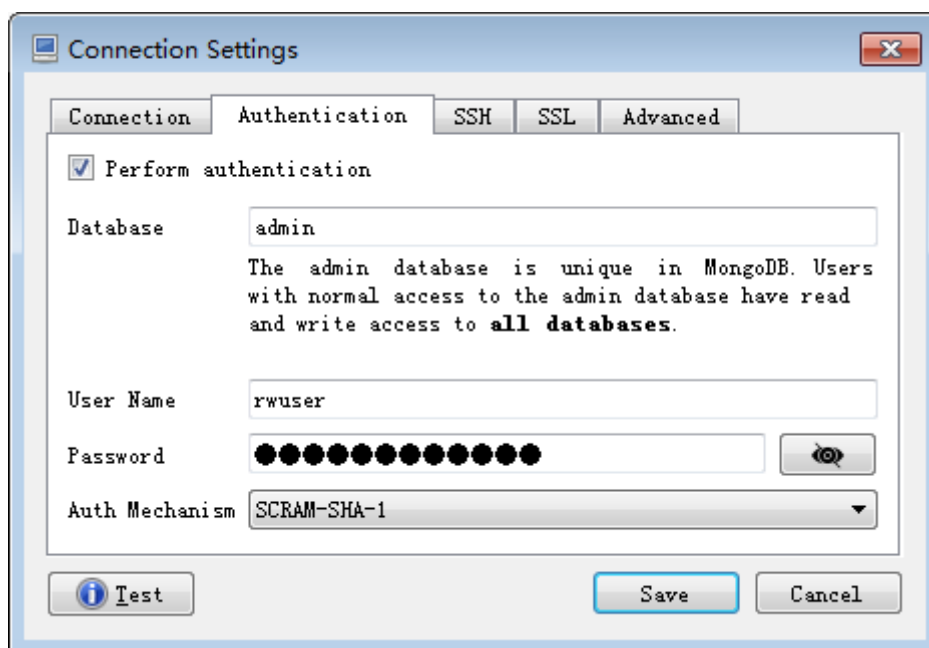 Connection Settings
Connection Authentication SSH SSL Advanced
Perform authentication
Database admin
The admin database is unique in MongoDB. Users
with normal access to the admin database have read
and write access to all databases.
User Name rwuser
Password ●●●●●●●●●●●●
Auth Mechanism SCRAM-SHA-1
Test Save Cancel